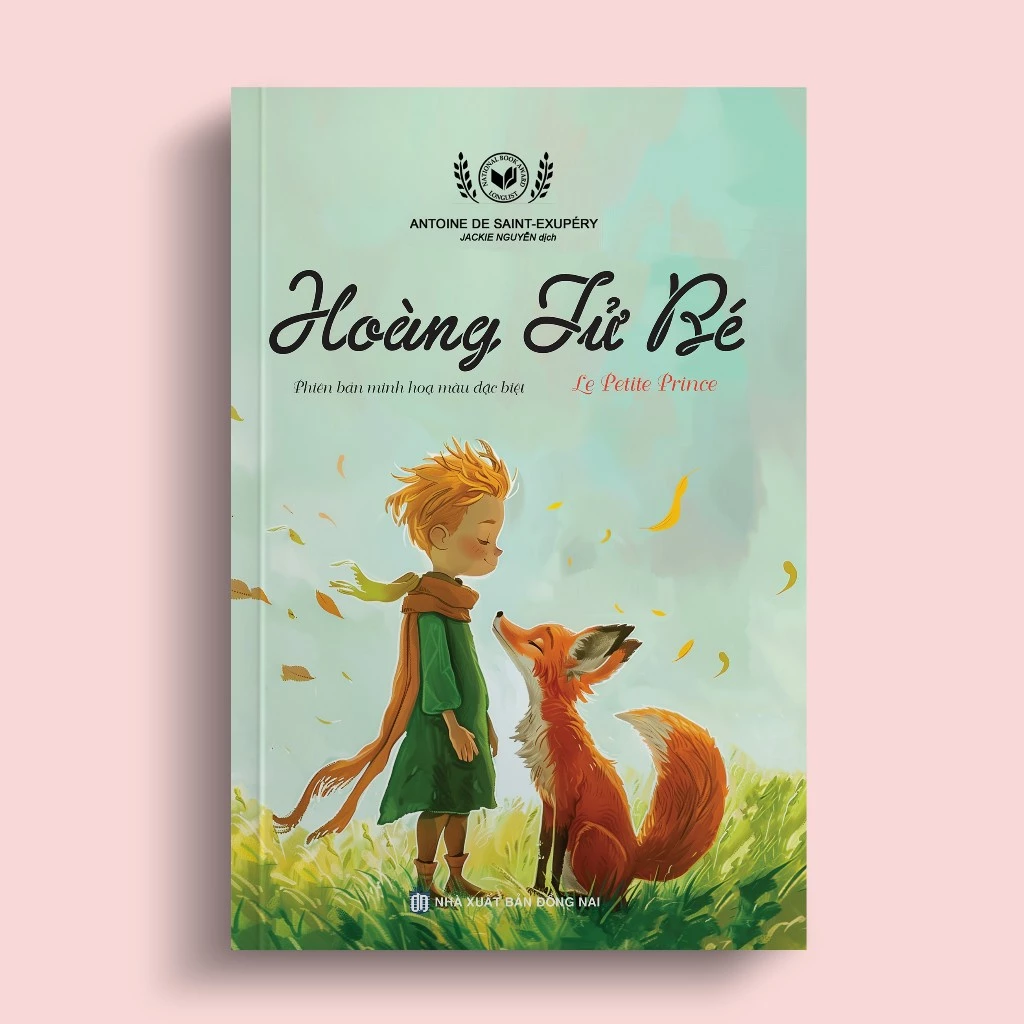 NATIONAL BOOK AWARD
LONGLIST
ANTOINE DE SAINT-EXUPÉRY
JACKIE NGUYỄN dịch
Hoàng Tử Bé
Phiên bản minh hoạ màu đặc biệt
Le Petite Prince
NHÀ XUẤT BẢN ĐỒNG NAI